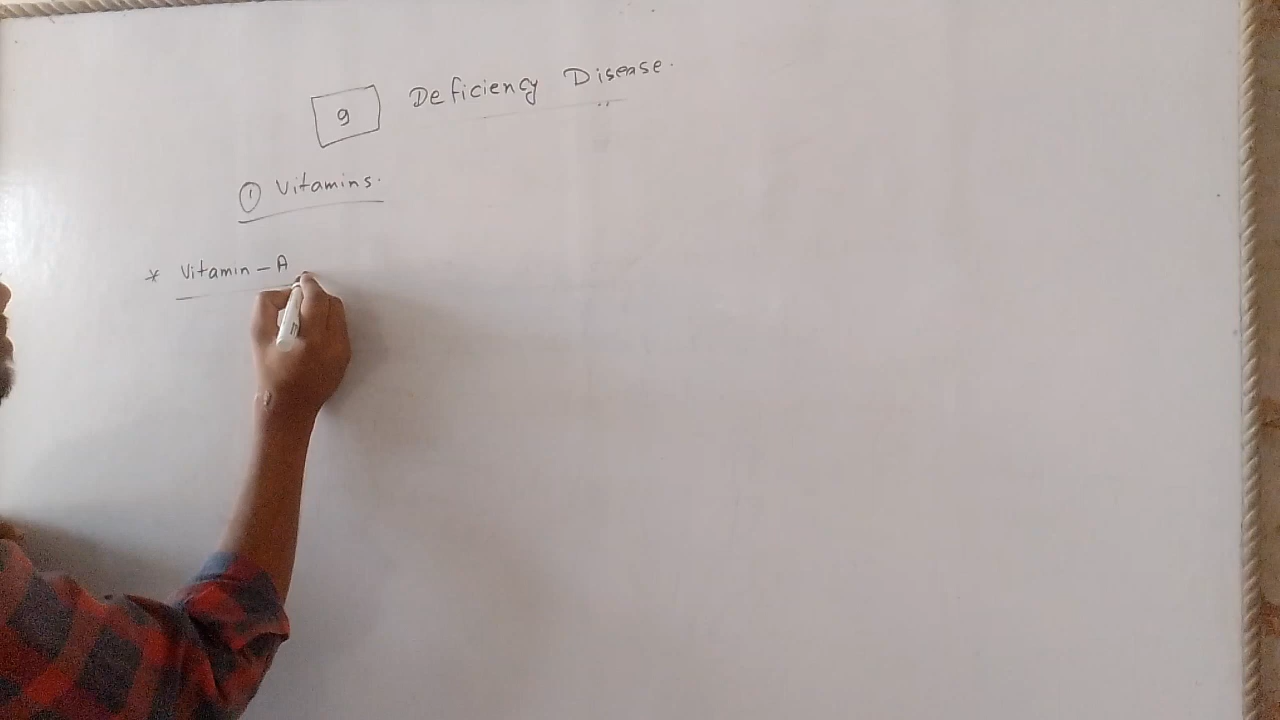 9 Deficiency Disease.
① Vitamins.
* Vitamin - A